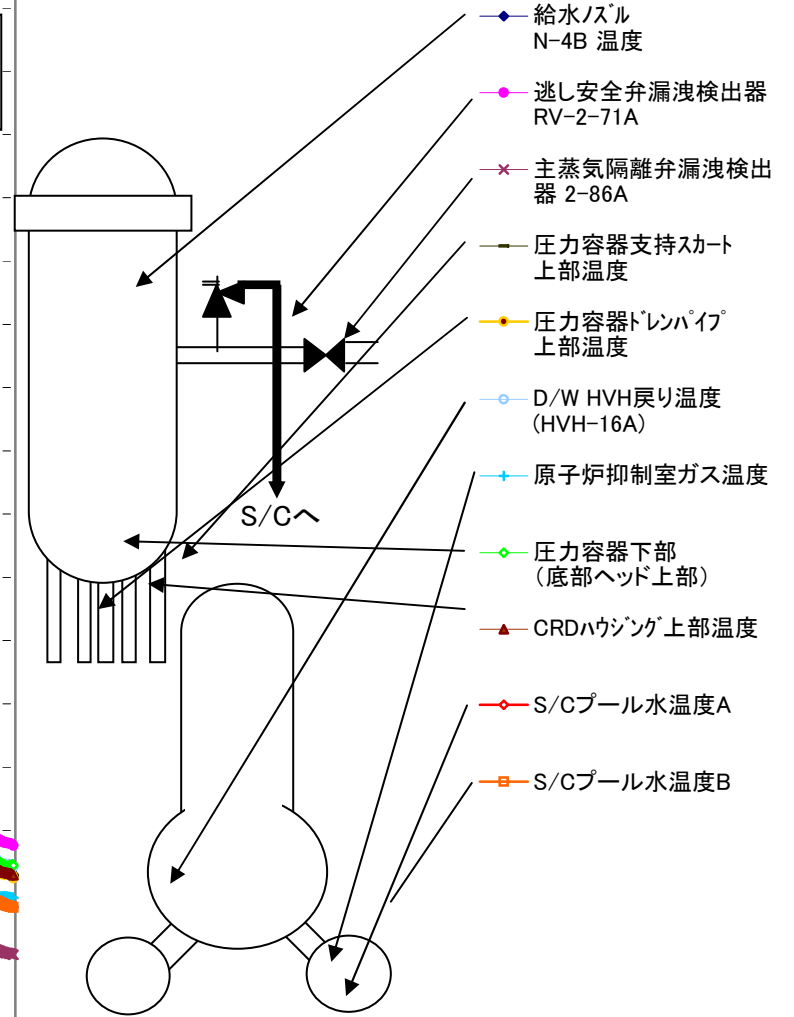 給水ノズル
N-4B 温度
逃し安全弁漏洩検出器
RV-2-71A
主蒸気隔離弁漏洩検出
器 2-86A
圧力容器支持スカート
上部温度
圧力容器ドレンパイプ
上部温度
D/W HVH戻り温度
(HVH-16A)
原子炉抑制室ガス温度
S/Cへ
圧力容器下部
（底部ヘッド上部）
CRDハウジング上部温度
S/Cプール水温度A
S/Cプール水温度B